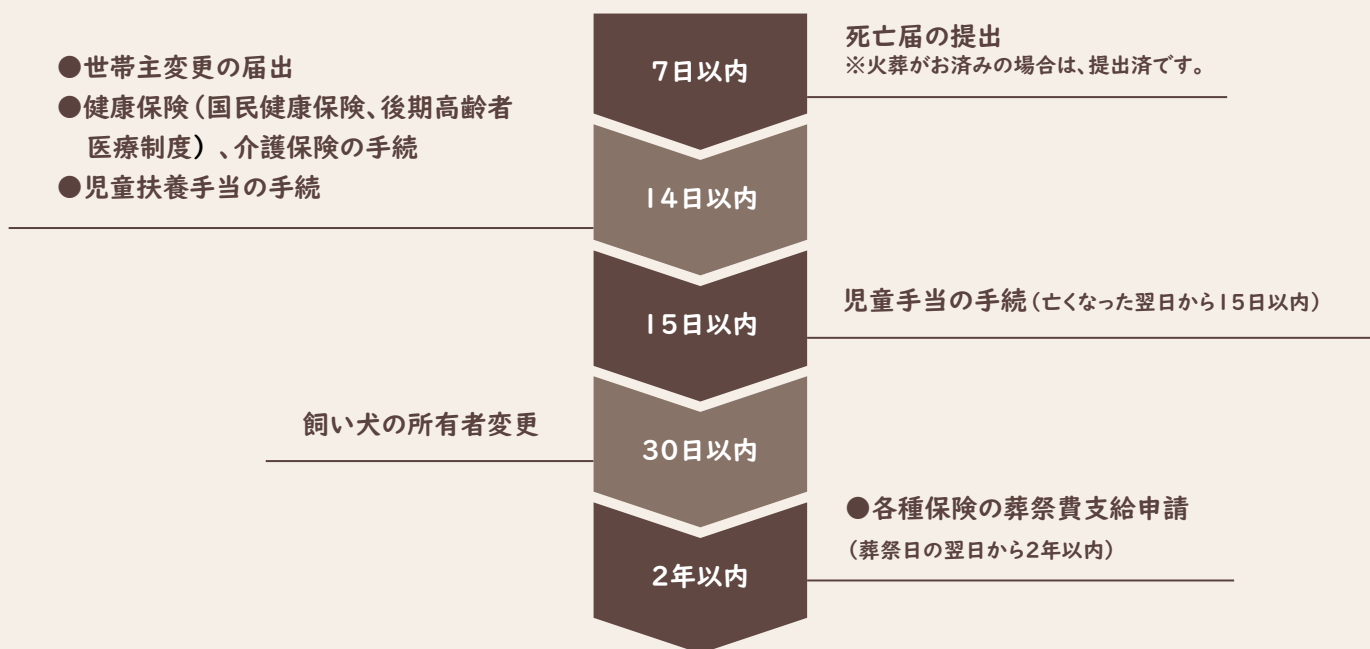 7日以内
死亡届の提出
※火葬がお済みの場合は、提出済です。
●世帯主変更の届出
●健康保険（国民健康保険、後期高齢者
医療制度）、介護保険の手続
●児童扶養手当の手続
14日以内
15日以内
児童手当の手続（亡くなった翌日から15日以内）
飼い犬の所有者変更
30日以内
2年以内
●各種保険の葬祭費支給申請
（葬祭日の翌日から2年以内）